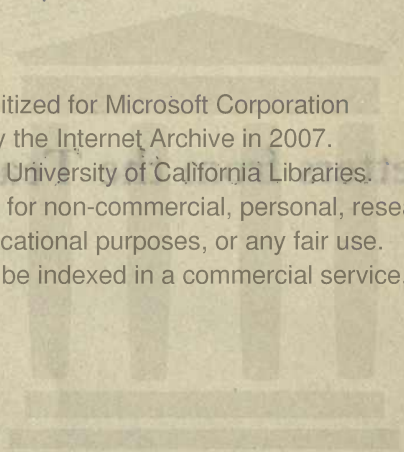 itized for Microsoft Corporation
y the Internet Archive in 2007.
University of California Libraries.
for non-commercial, personal, resea
cational purposes, or any fair use.
be indexed in a commercial service.